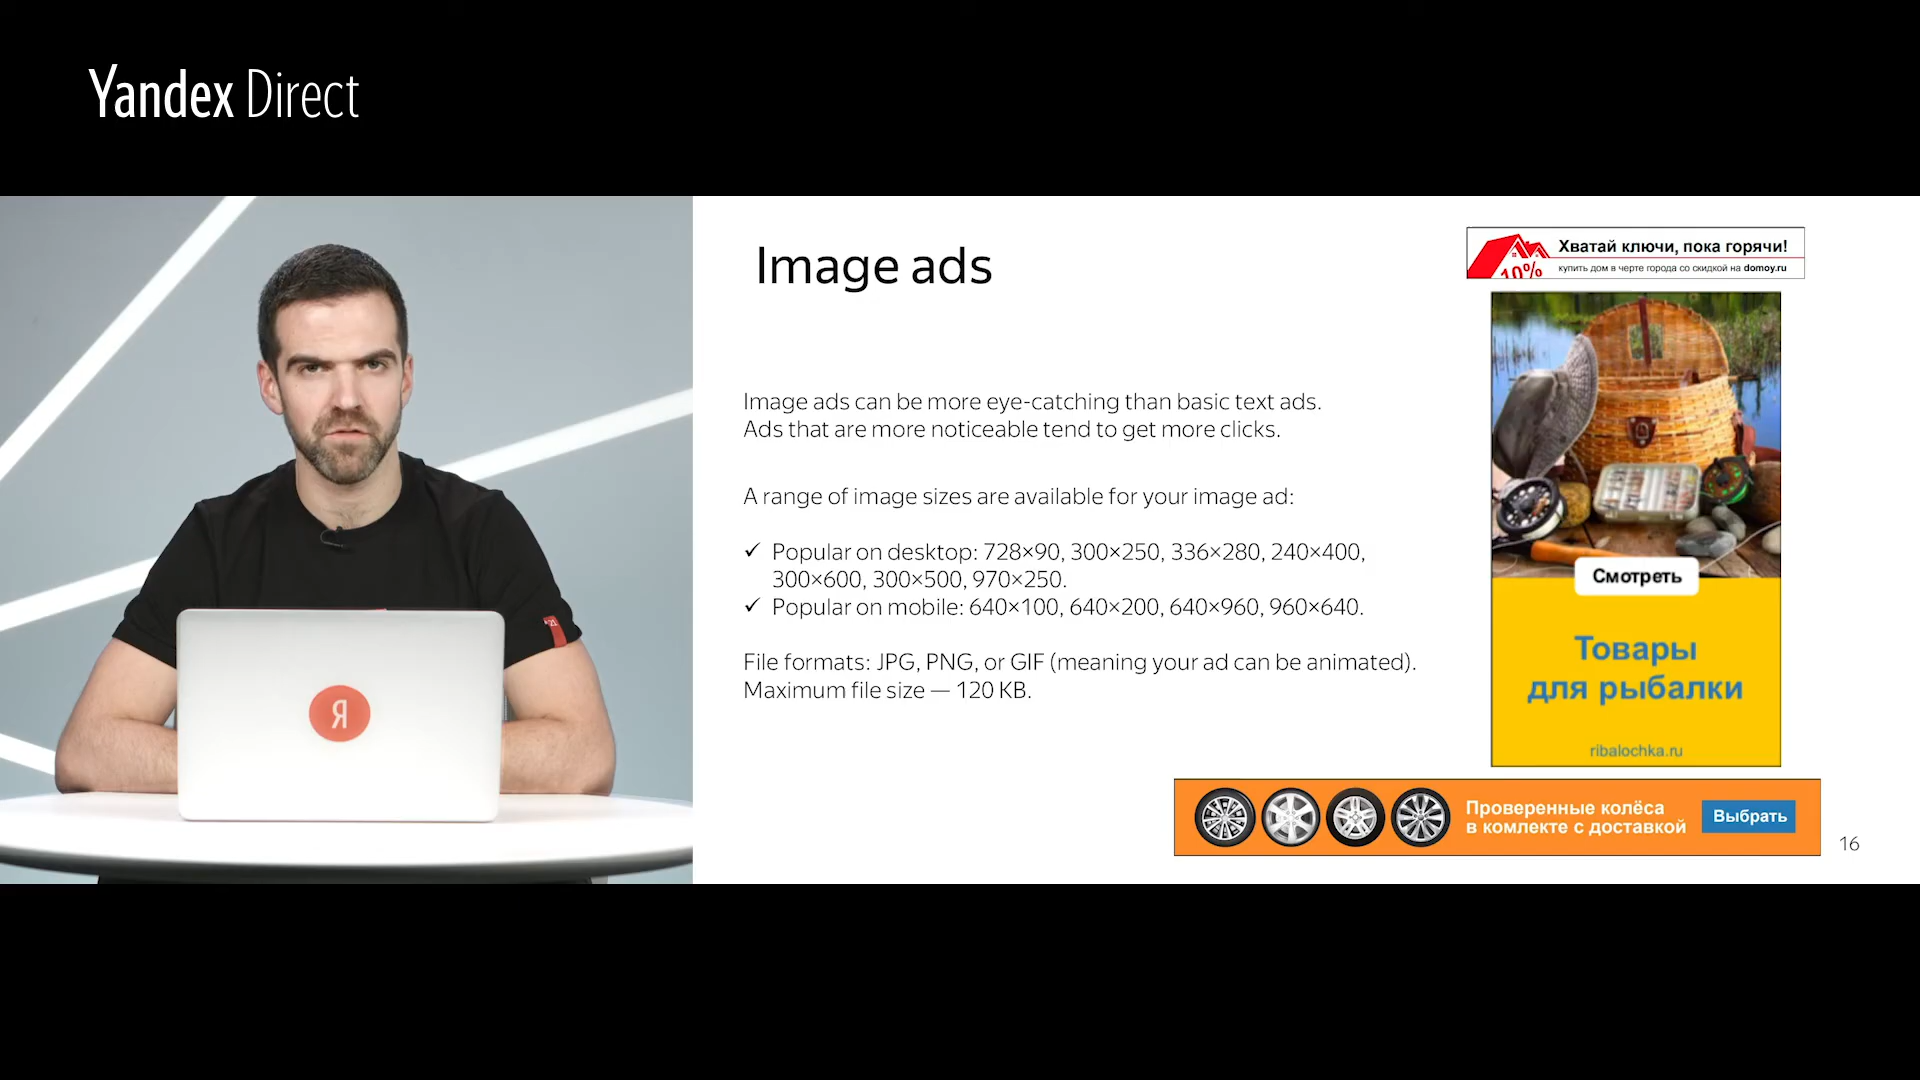 Yandex Direct
Image ads
Image ads can be more eye-catching than basic text ads.
Ads that are more noticeable tend to get more clicks.
A range of image sizes are available for your image ad:
✓ Popular on desktop: 728×90, 300×250, 336×280, 240×400,
300×600, 300×500, 970×250.
✓ Popular on mobile: 640×100, 640×200, 640×960, 960×640.
File formats: JPG, PNG, or GIF (meaning your ad can be animated).
Maximum file size — 120 KB.
10%
Хватай ключи, пока горячи!
купить дом в черте города со скидкой на domoy.ru
Смотреть
Товары
для рыбалки
ribalochka.ru
Проверенные колёса
в комлекте с доставкой
Выбрать
16
Я
21